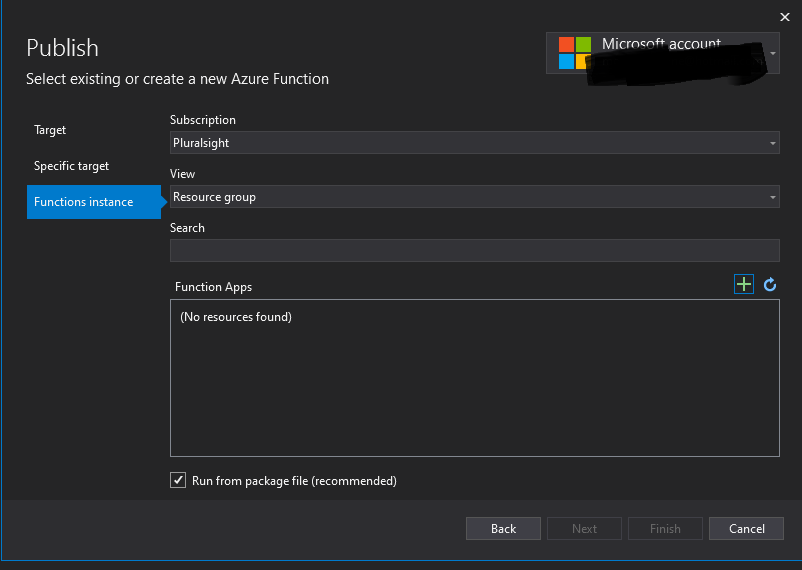 Publish
Select existing or create a new Azure Function
Microsoft account
Target
Specific target
Functions instance
Subscription
Pluralsight
View
Resource group
Search
Function Apps
(No resources found)
Run from package file (recommended)
Back
Next
Finish
Cancel